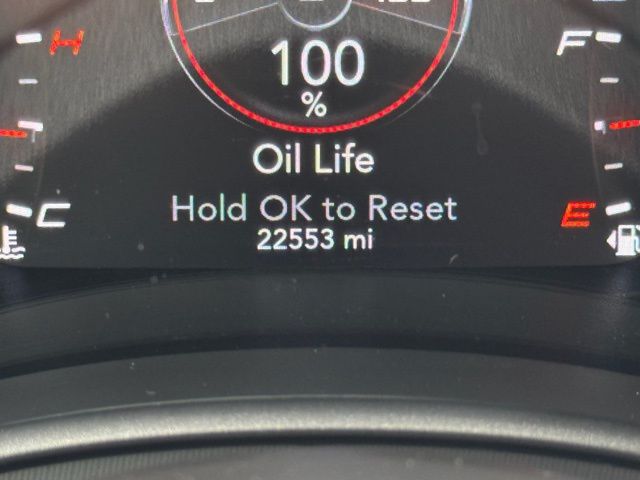 H
F
100
%
Oil Life
Hold OK to Reset
C
E
22553 mi